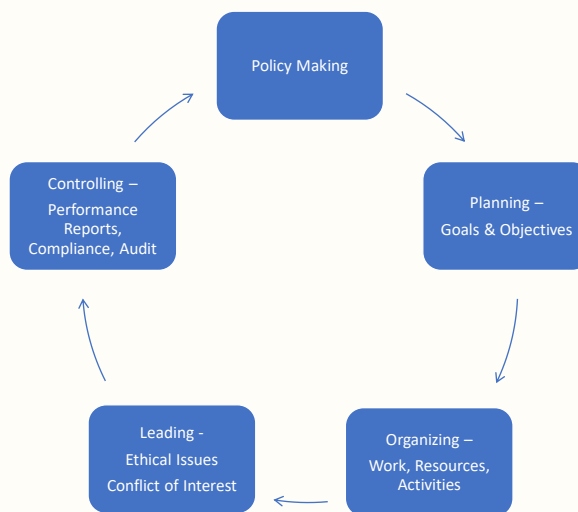 Policy Making
Planning –
Goals & Objectives
Organizing –
Work, Resources,
Activities
Leading -
Ethical Issues
Conflict of Interest
Controlling –
Performance
Reports,
Compliance, Audit